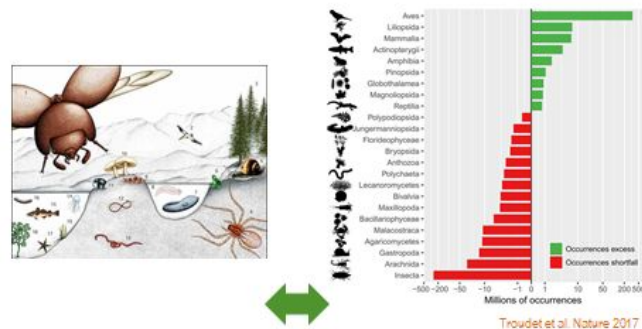 Aves
Liliopsida
Mammalia
Actinopterygii
Amphibia
Pinopsida
Globothalamea
Magnoliopsida
Reptilia
Polypodiopsida
Jungermanniopsida
Florideophyceae
Bryopsida
Anthozoa
Polychaeta
Lecanoromycetes
Bivalvia
Maxillopoda
Bacillariophyceae
Malacostraca
Agaricomycetes
Gastropoda
Arachnida
Insecta
Occurrences excess
Occurrences shortfall
−500 −200 −10 −1 0 1 10 200 500
Millions of occurrences
Troudet et al. Nature 2017